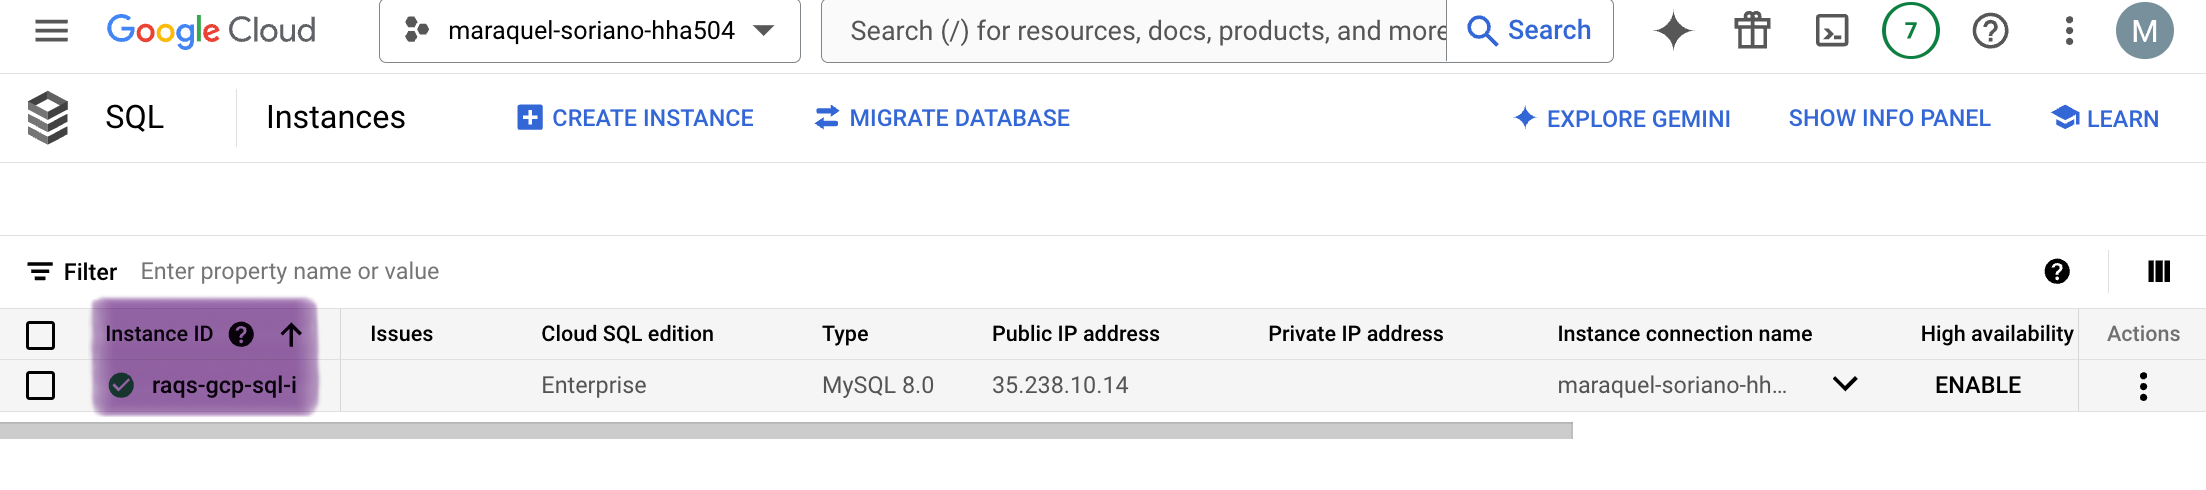 Google Cloud
maraquel-soriano-hha504
Search (/) for resources, docs, products, and more
Search
7
M
SQL
Instances
CREATE INSTANCE
MIGRATE DATABASE
EXPLORE GEMINI
SHOW INFO PANEL
LEARN
Filter Enter property name or value
Instance ID Issues Cloud SQL edition Type Public IP address Private IP address Instance connection name High availability Actions
raqs-gcp-sql-i Enterprise MySQL 8.0 35.238.10.14 maraquel-soriano-hh... ENABLE